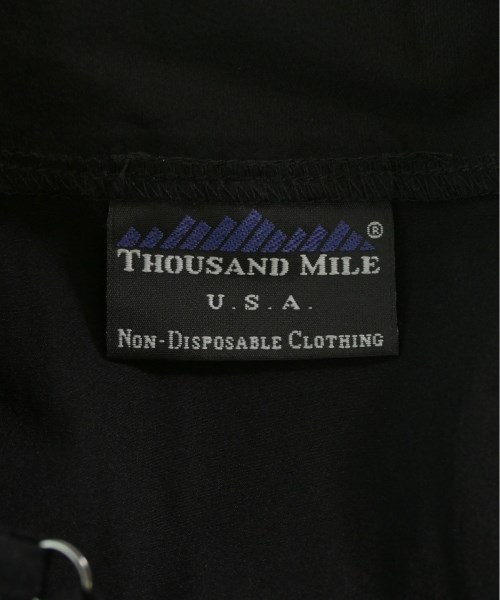 ®
THOUSAND MILE
U.S.A.
NON-DISPOSABLE CLOTHING